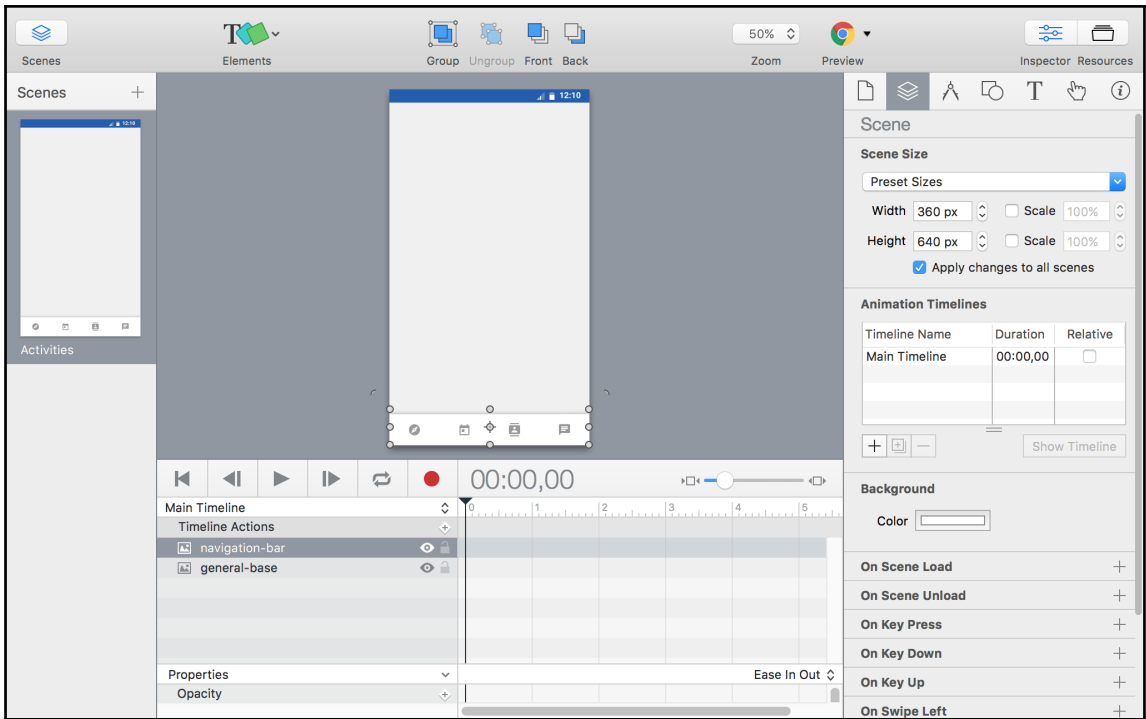 T
50%
Scenes
Elements
Group Ungroup Front Back
Zoom
Preview
Inspector Resources
Scenes +
12:10
12:10
Activities
T
Scene
Scene Size
Preset Sizes
Width 360 px Scale 100%
Height 640 px Scale 100%
Apply changes to all scenes
Animation Timelines
Timeline Name Duration Relative
Main Timeline 00:00,00
Show Timeline
Background
Color
On Scene Load +
On Scene Unload +
On Key Press +
On Key Down +
On Key Up +
On Swipe Left +
00:00,00
Main Timeline
0 1 2 3 4 5
Timeline Actions
navigation-bar
general-base
Properties
Ease In Out
Opacity